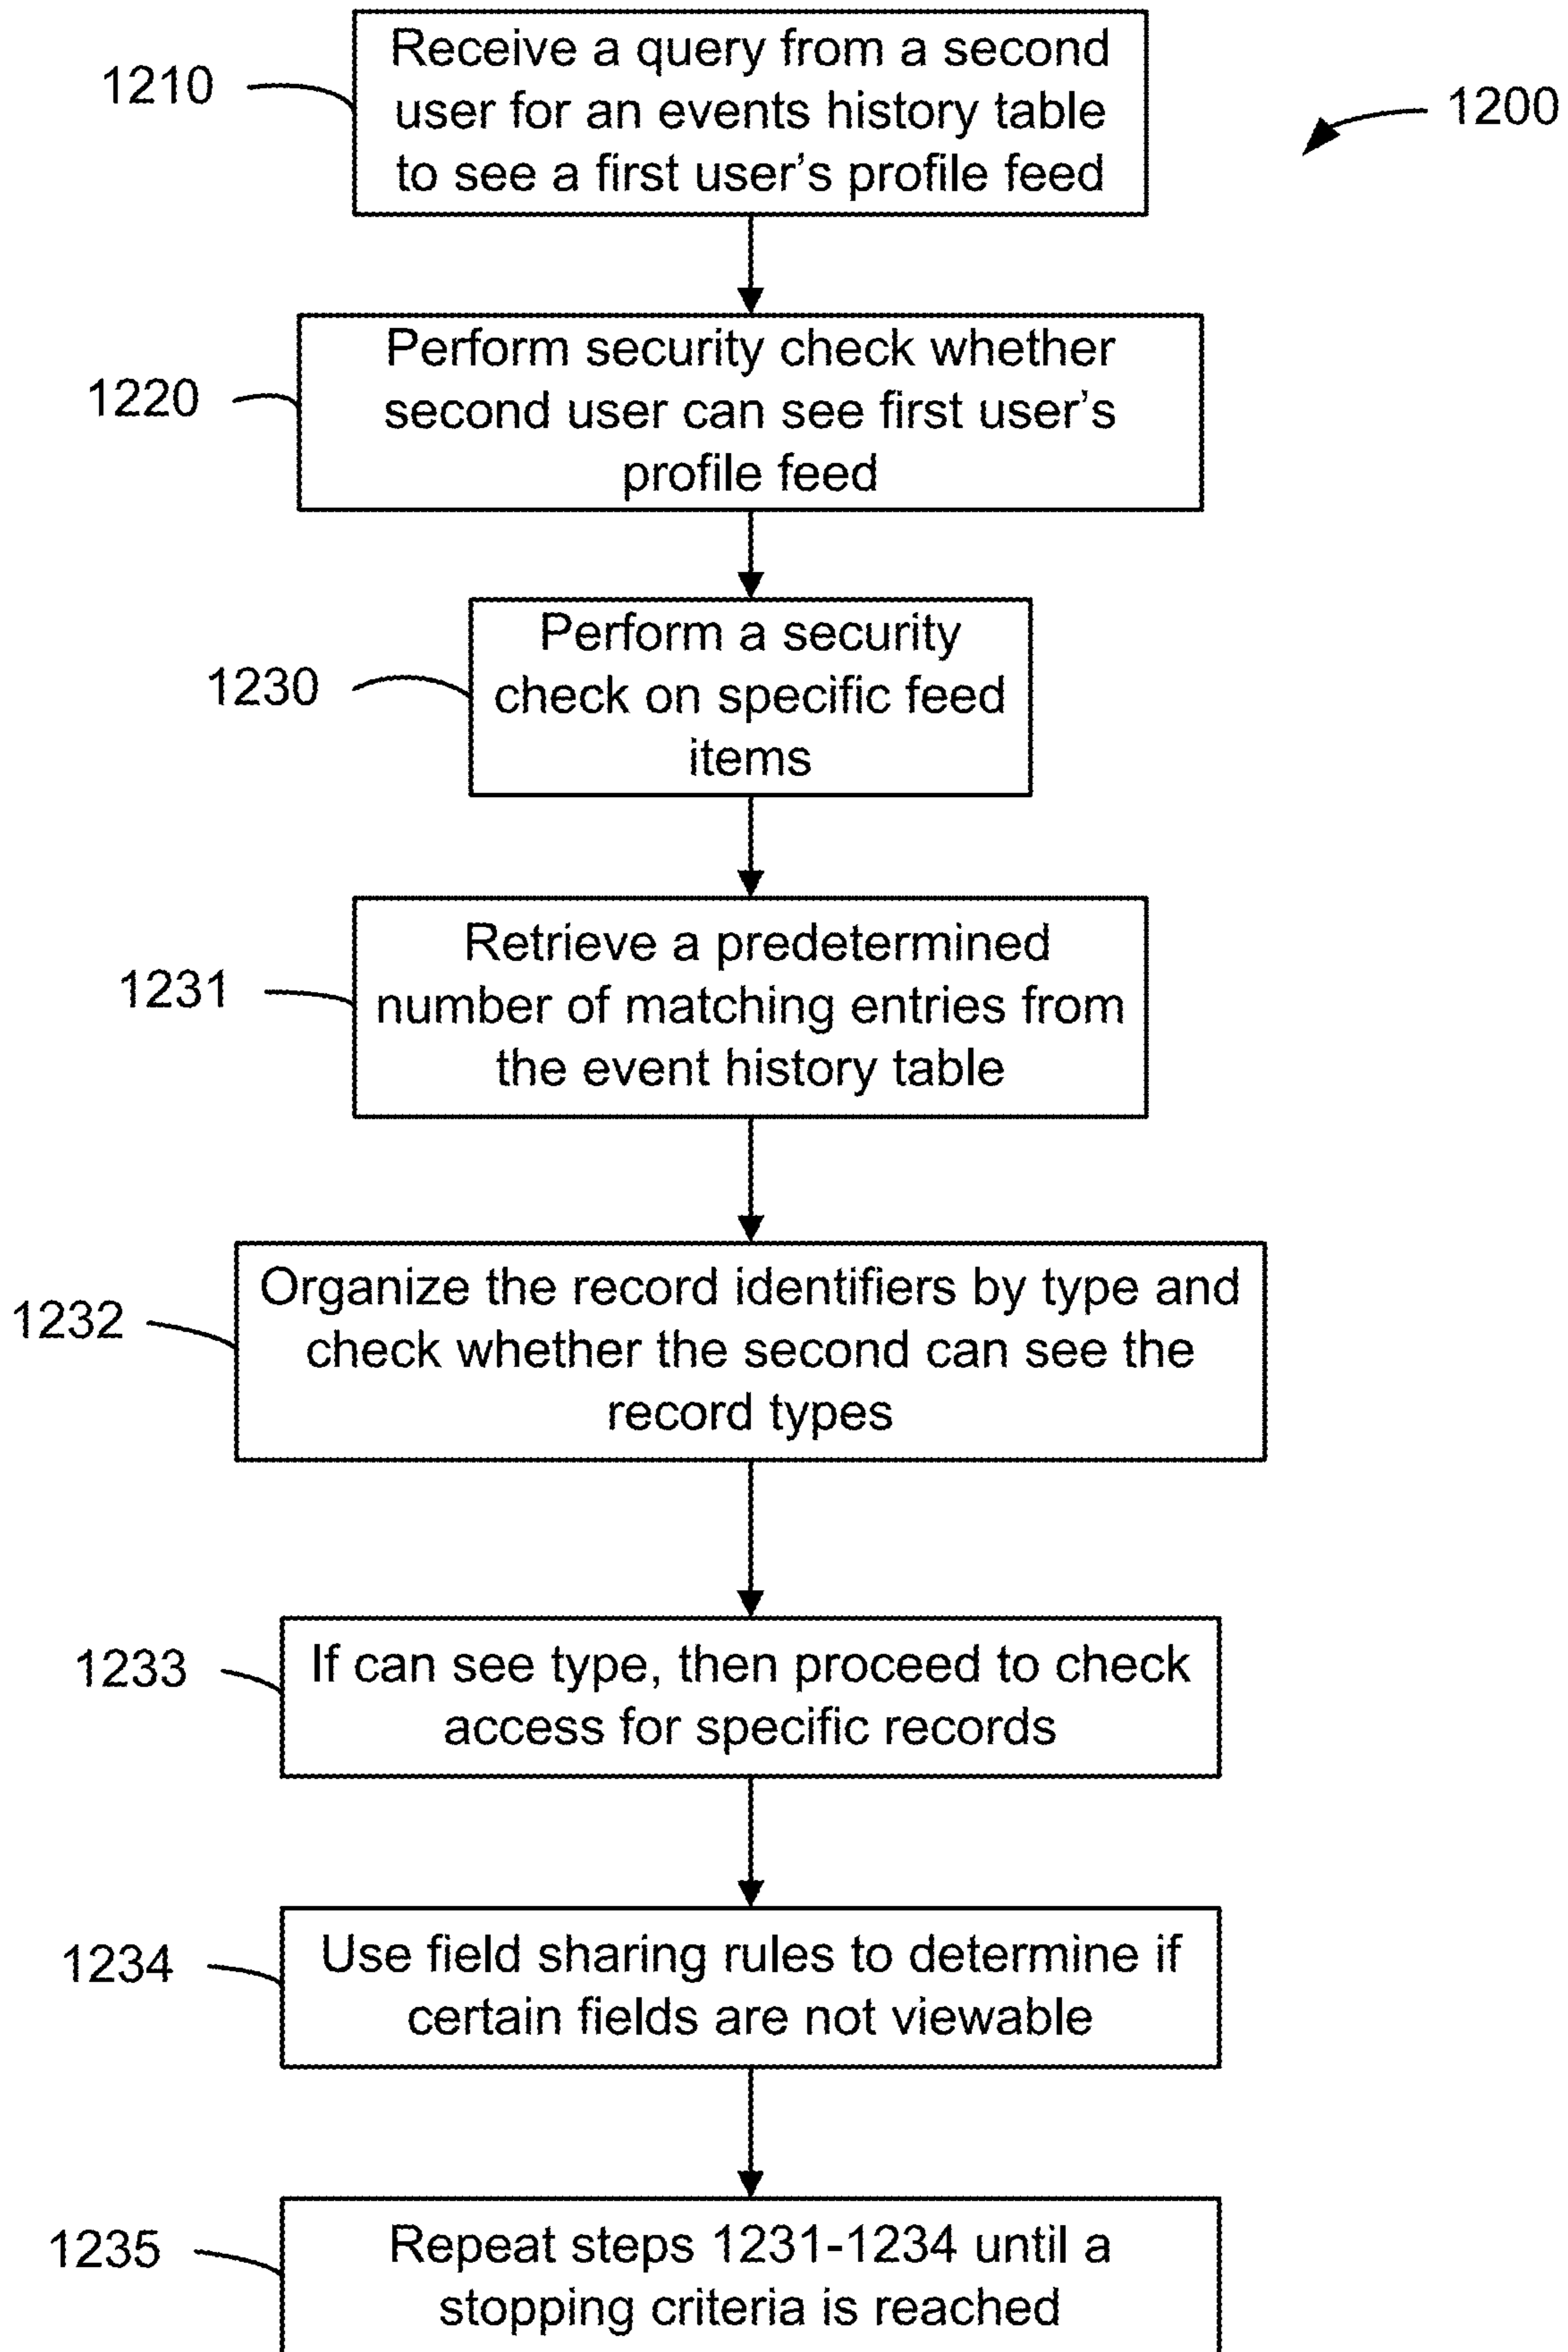 1200
1210
Receive a query from a second
user for an events history table
to see a first user's profile feed
1220
Perform security check whether
second user can see first user's
profile feed
1230
Perform a security
check on specific feed
items
1231
Retrieve a predetermined
number of matching entries from
the event history table
1232
Organize the record identifiers by type and
check whether the second can see the
record types
1233
If can see type, then proceed to check
access for specific records
1234
Use field sharing rules to determine if
certain fields are not viewable
1235
Repeat steps 1231-1234 until a
stopping criteria is reached